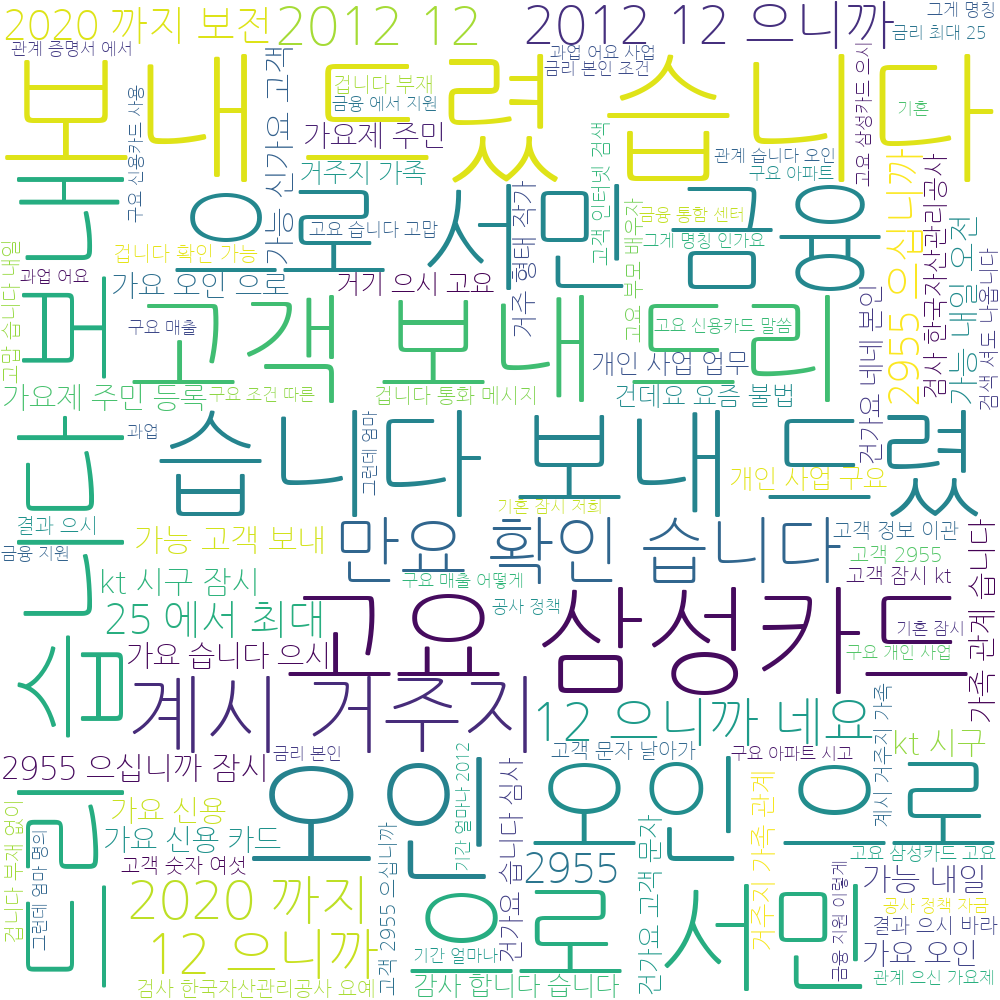 2020 까지 보전
2012 12
2012 12 으니까
그게 명칭
금리 최대 25
관계 증명서 에서
과업 어요 사업
금리 본인 조건
보내 드렸 습니다
겁니다 부재
금융 에서 지원
가요제 주민
거주지 가족
구요 신용카드 사용
가능 신가요 고객
고객 인터넷 검색
관계 습니다 오인
구요 아파트
고요 삼성카드 으시
기혼
2955 으십니까
검사 한국자산관리공사
으로 서민 금융
고요 습니다 고맙
거주 형태 작가
고요 부모 배우자
금융 통합 센터
그게 명칭 인가요
겁니다 확인 가능
과업 어요
가요 오인 으로
거기 으시 고요
고맙 습니다 내일
구요 매출
고객 보내 드리
고요 신용카드 말씀
개인 사업 업무
건가요 네네 본인
가능 내일 오전
검색 서도 나옵니다
가요제 주민 등록
구요 조건 따른
겁니다 통화 메시지
건데요 요즘 불법
과업
그런데 엄마
습니다 보내 드렸
개인 사업 구요
기혼 잠시 저희
결과 으시
금융 지원
가능 고객 보내
만요 확인 습니다
고객 정보 이관
고객 2955
고객 잠시 kt
kt 시구 잠시
구요 매출 어떻게
25 에서 최대
공사 정책
고요 삼성카드
기혼 잠시
구요 개인 사업
가족 관계 습니다
가요 습니다 으시
계시 거주지
12 으니까 네요
드립 습니다 보내
2955 으십니까 잠시
금리 본인
기간 얼마나 2012
고객 문자 날아가
구요 아파트 시고
계시 거주지 가족
kt 시구
오인 오인 으로
가요 신용
가요 신용 카드
고객 숫자 여섯
겁니다 부재 없이
그런데 엄마 명의
2955
건가요 습니다 심사
건가요 고객 문자
거주지 가족 관계
고요 삼성카드 고요
가능 내일
2020 까지
12 으니까
고객 2955 으십니까
으로 서민
금융 지원 이렇게
공사 정책 자금
결과 으시 바라
가요 오인
기간 얼마나
검사 한국자산관리공사 요예
감사 합니다 습니다
관계 으신 가요제